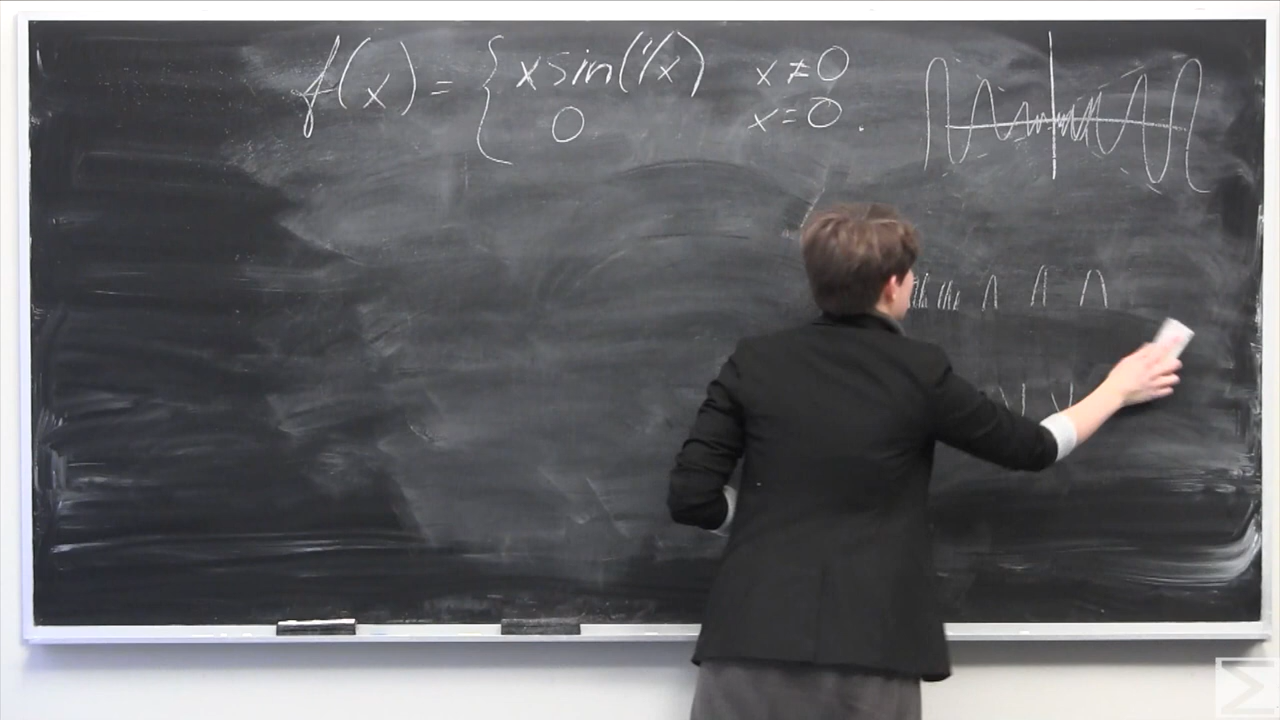 f(x) = { x sin(1/x) x ≠ 0
0 x = 0.
Σ